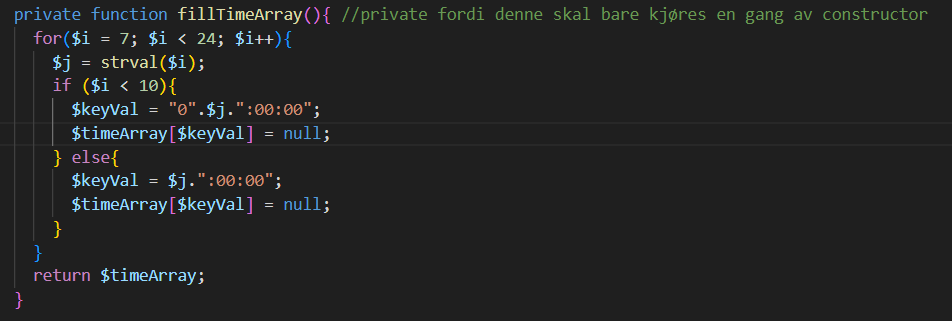 private function fillTimeArray(){ //private fordi denne skal bare kjøres en gang av constructor
for($i = 7; $i < 24; $i++){
$j = strval($i);
if ($i < 10){
$keyVal = "0".$j.":00:00";
$timeArray[$keyVal] = null;
} else{
$keyVal = $j.":00:00";
$timeArray[$keyVal] = null;
}
}
return $timeArray;
}